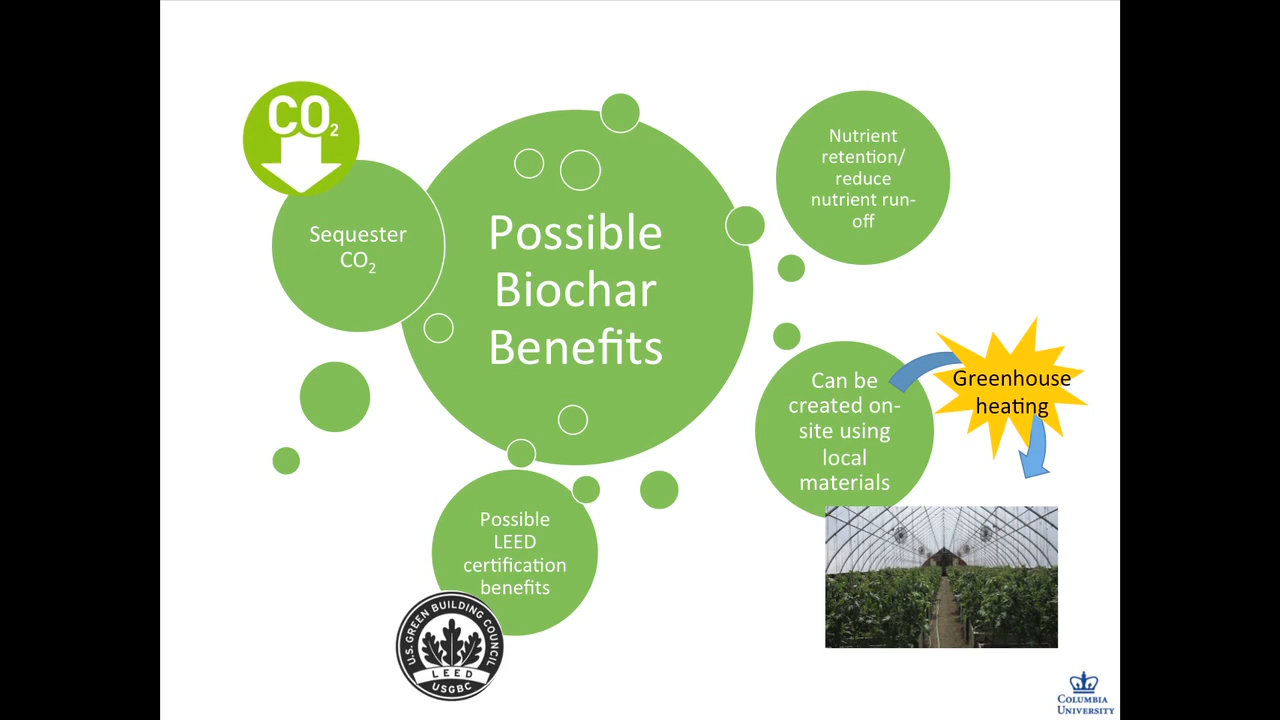 CO2
Sequester
CO2
Possible
Biochar
Benefits
Nutrient
retention/
reduce
nutrient run-
off
Can be
created on-
site using
local
materials
Greenhouse
heating
Possible
LEED
certification
benefits
U.S. GREEN BUILDING COUNCIL
LEED
USGBC
COLUMBIA
UNIVERSITY